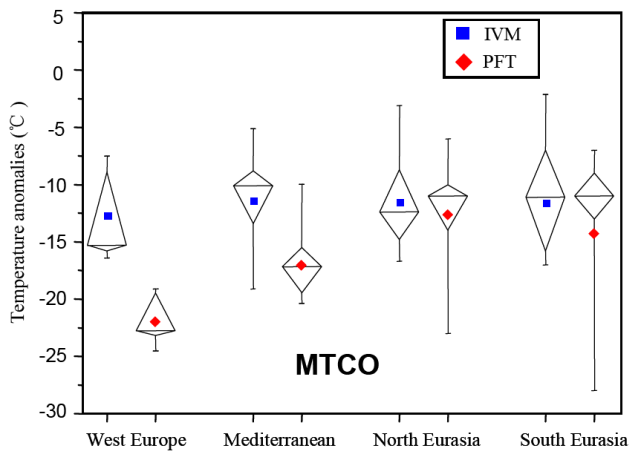 5
0
-5
-10
-15
-20
-25
-30
Temperature anomalies (℃)
IVM
PFT
MTCO
West Europe
Mediterranean
North Eurasia
South Eurasia